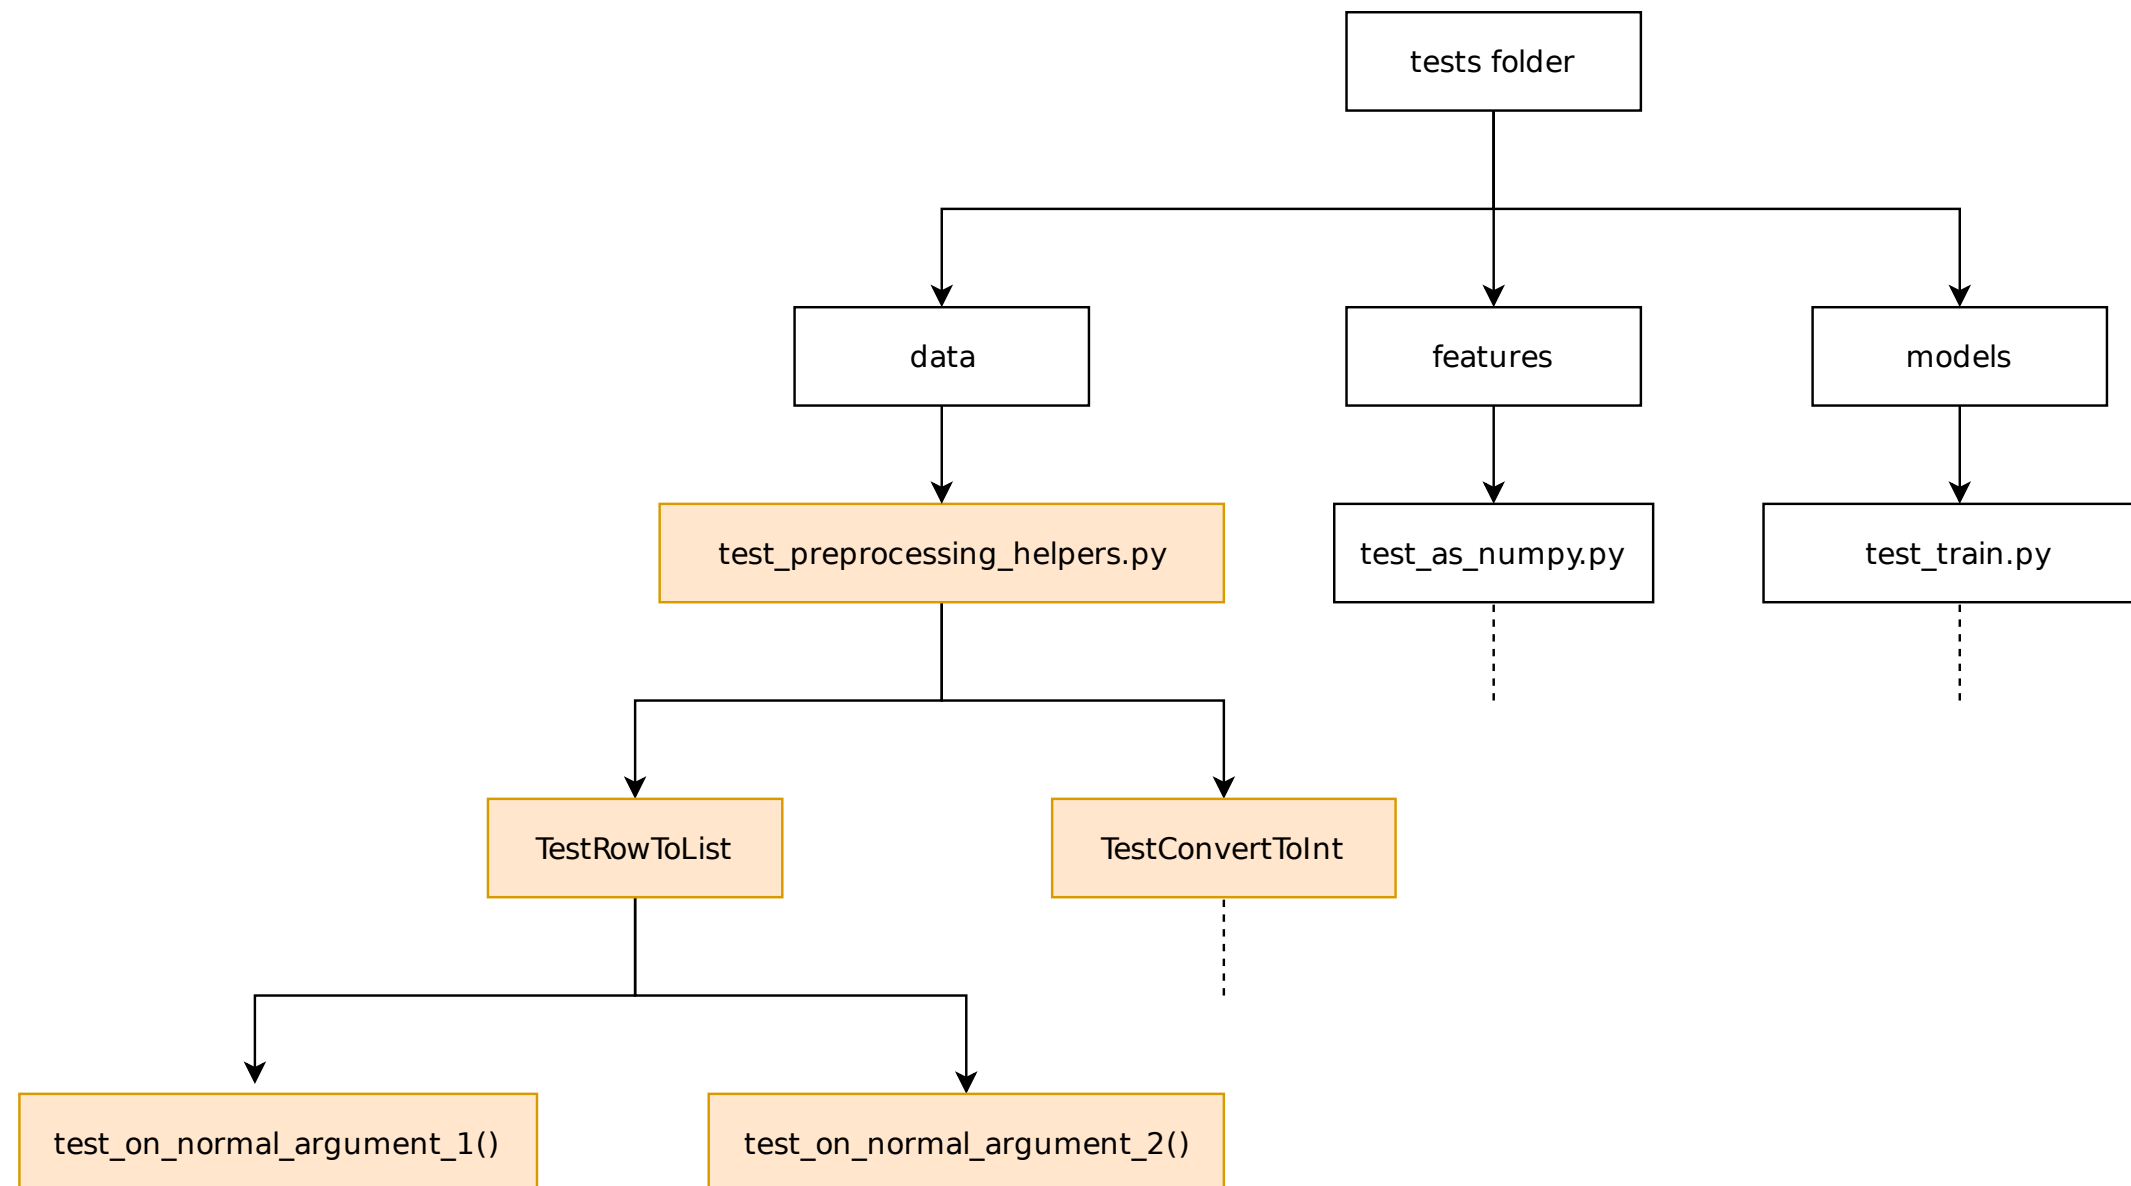 tests folder
data
features
models
test_preprocessing_helpers.py
test_as_numpy.py
test_train.py
TestRowToList
TestConvertToInt
test_on_normal_argument_1()
test_on_normal_argument_2()